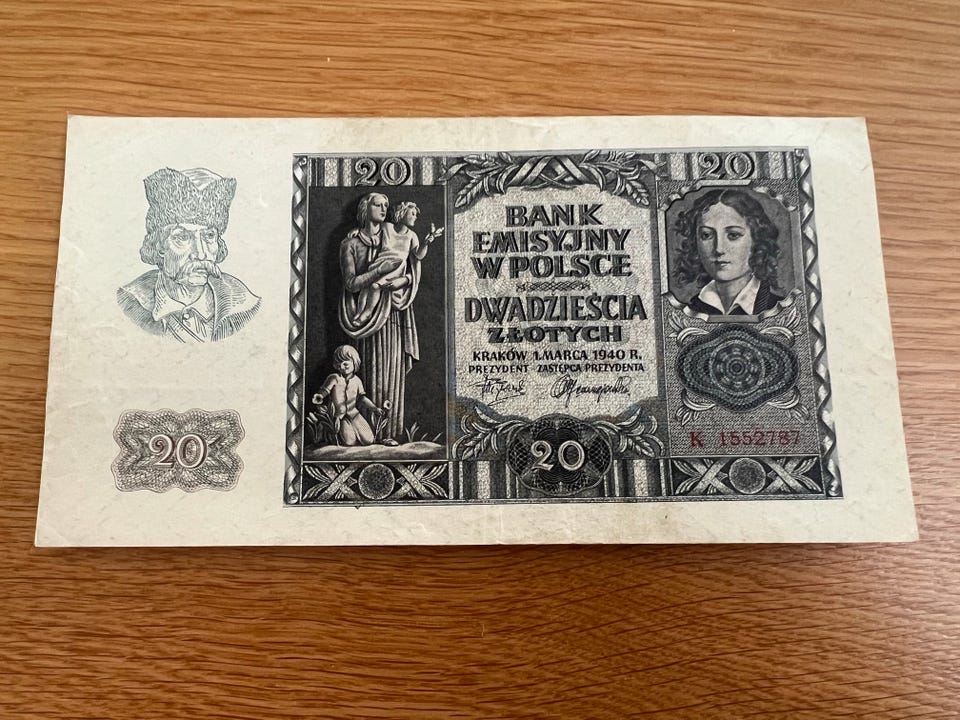 20
20
BANK
EMISYJNY
W POLSCE
DWADZIEŚCIA
ZŁOTYCH
KRAKÓW 1. MARCA 1940 R.
PREZYDENT ZASTĘPCA PREZYDENTA
K 1552787
20
20